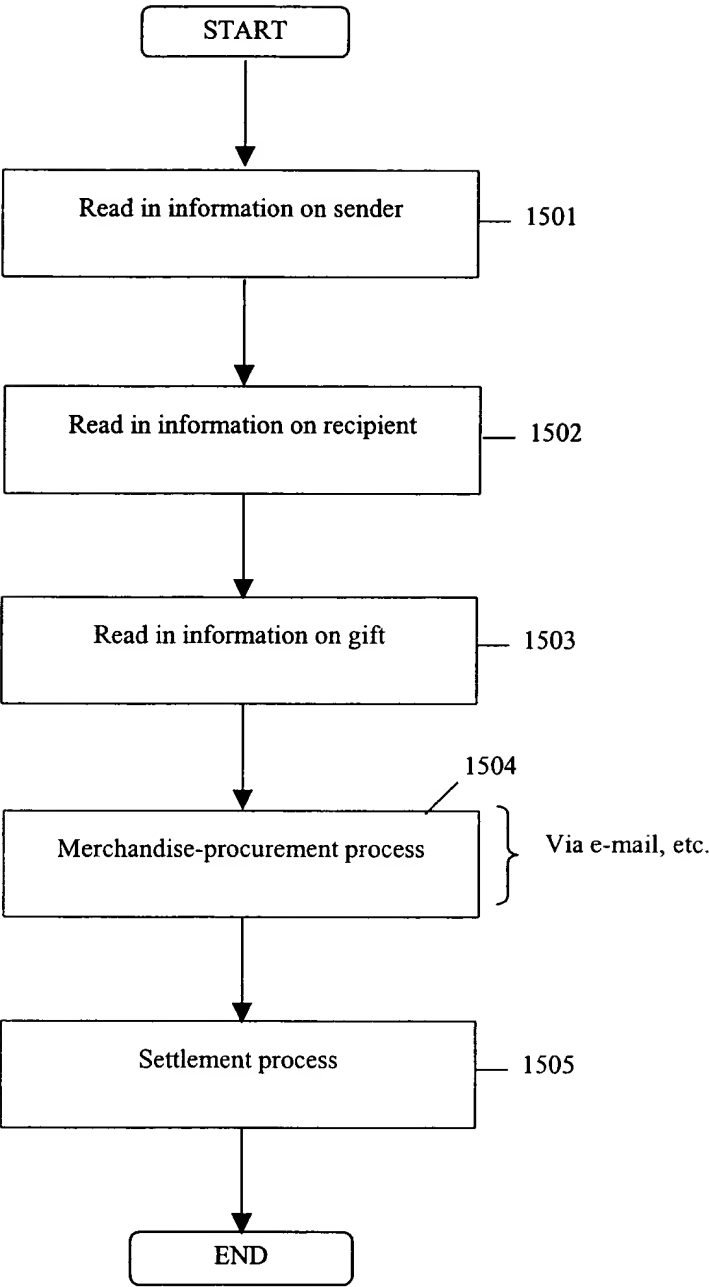 START
Read in information on sender
1501
Read in information on recipient
1502
Read in information on gift
1503
1504
Merchandise-procurement process
Via e-mail, etc.
Settlement process
1505
END